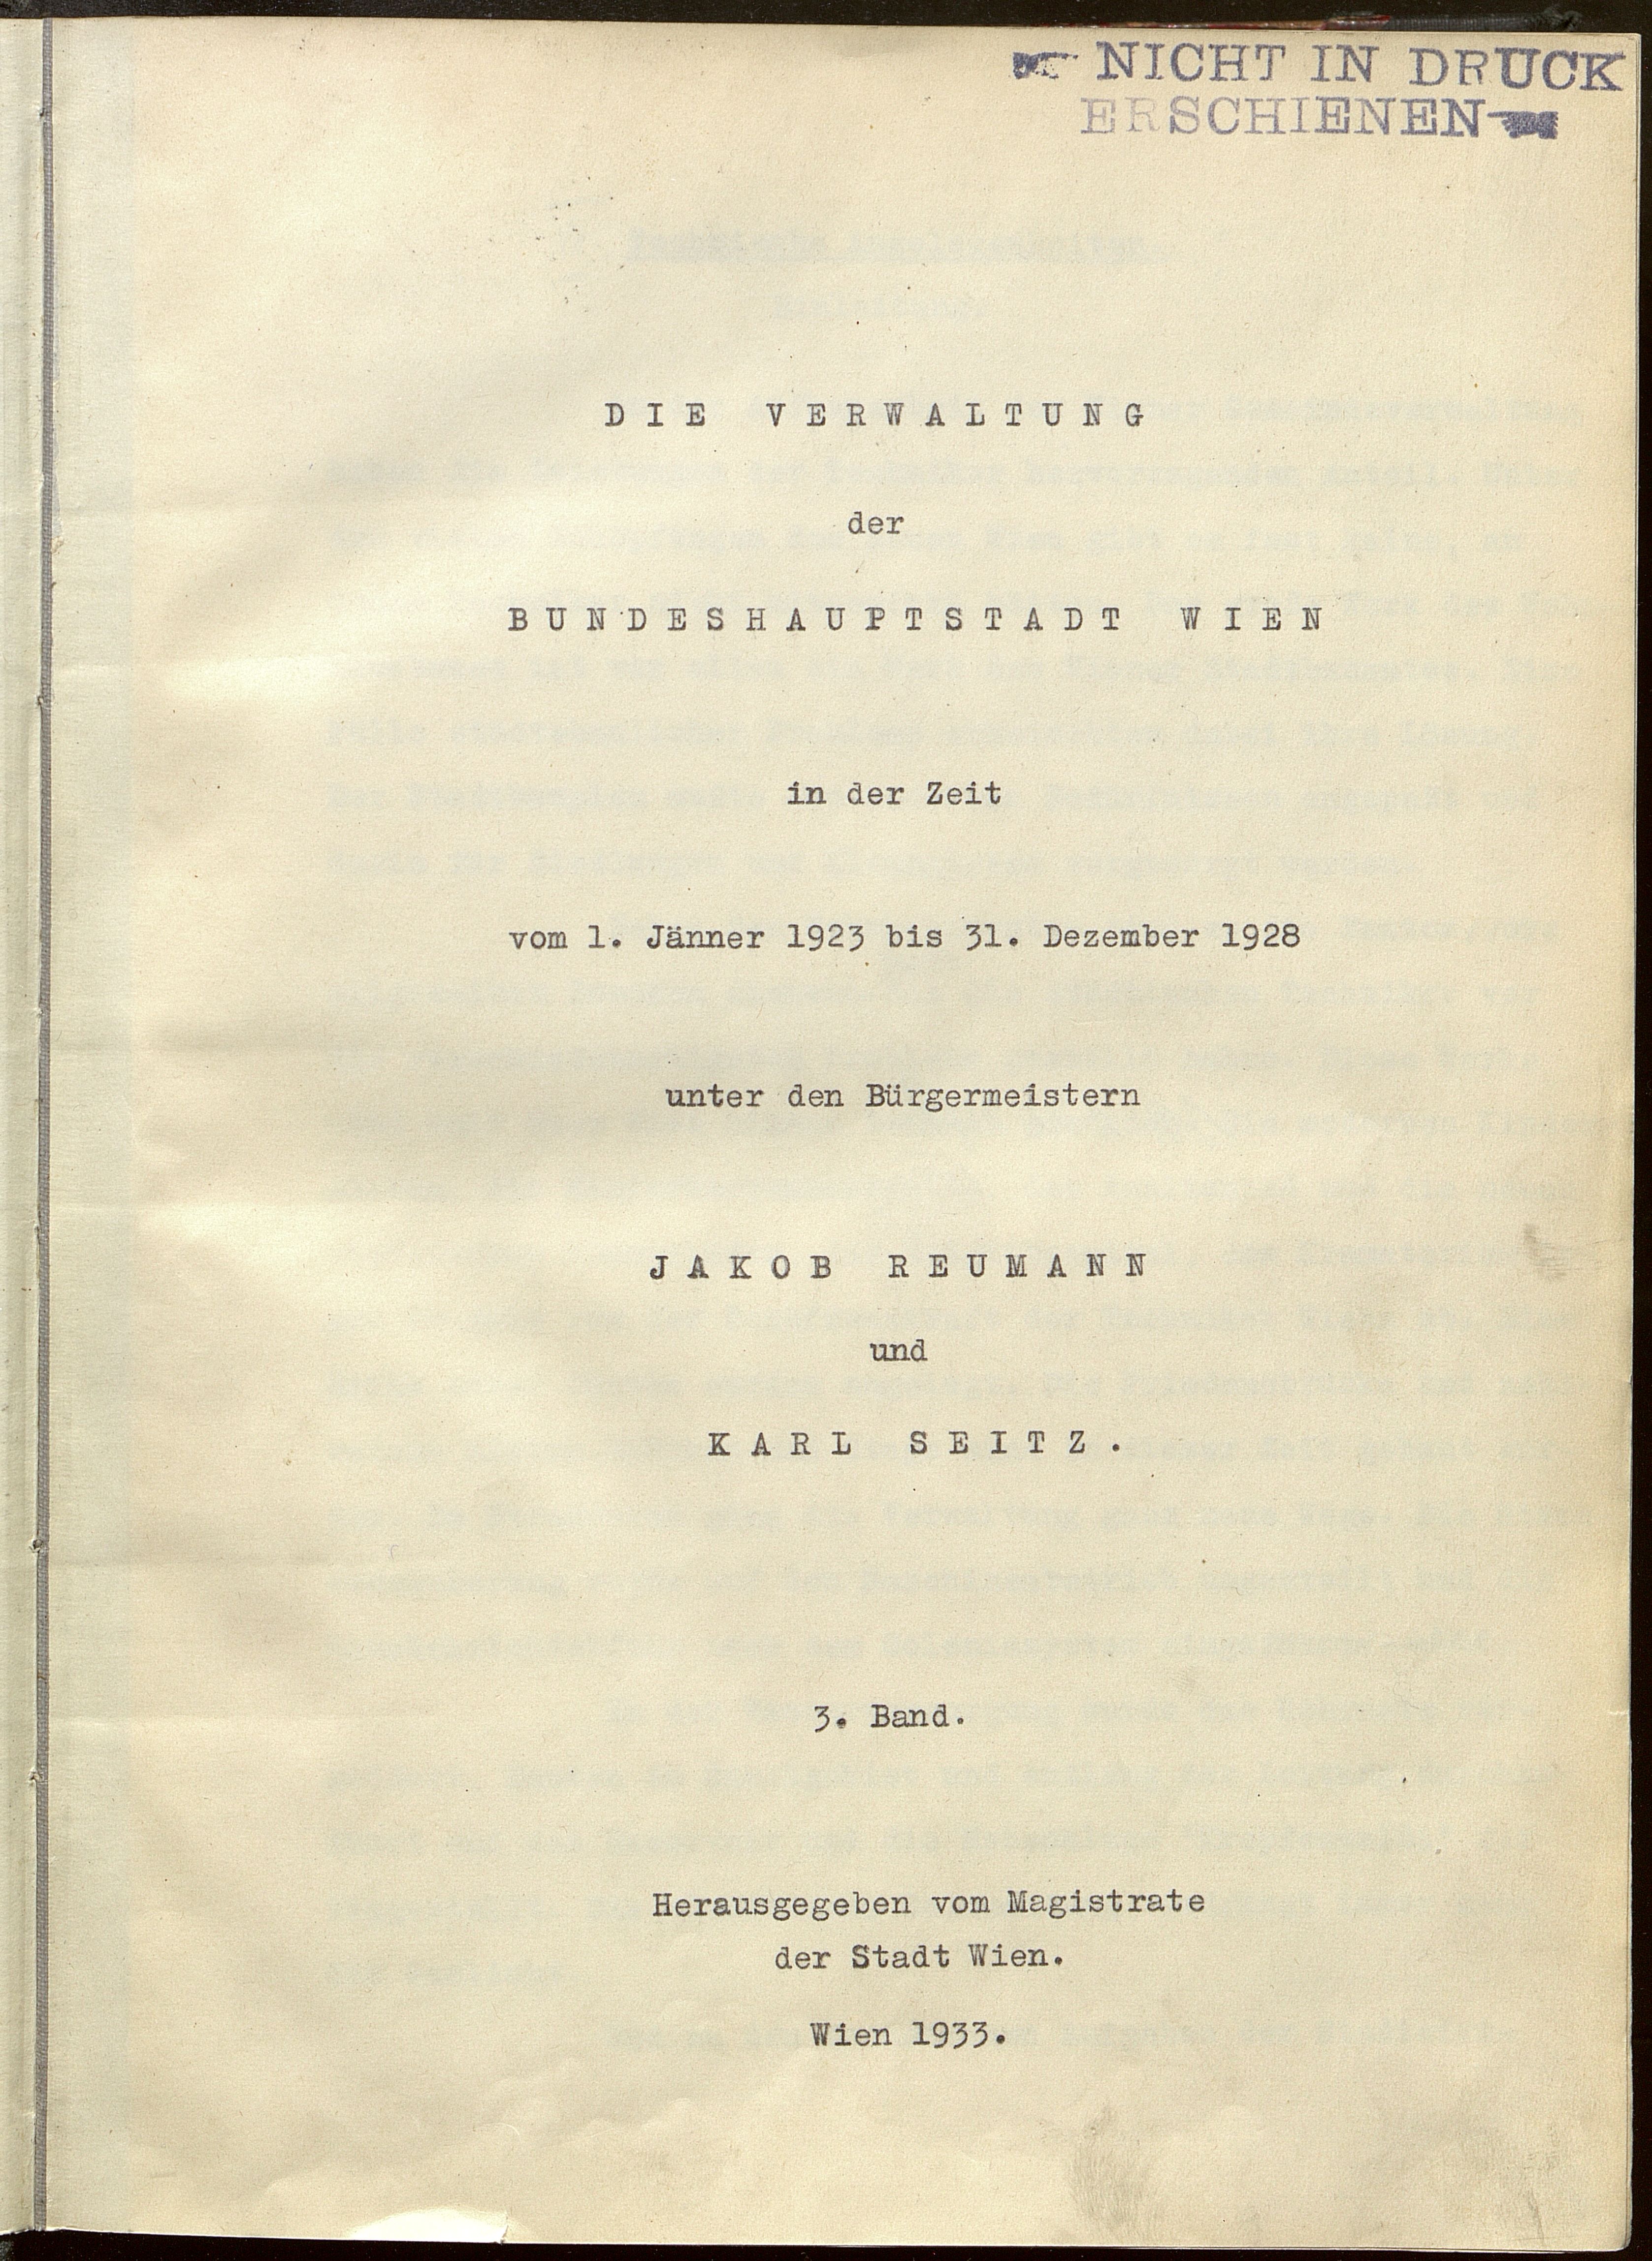 NICHT IN DRUCK
ERSCHIENEN
DIE VERWALTUNG
der
BUNDESHAUPTSTADT WIEN
in der Zeit
vom 1. Jänner 1923 bis 31. Dezember 1928
unter den Bürgermeistern
JAKOB REUMANN
und
KARL SEITZ.
3. Band.
Herausgegeben vom Magistrate
der Stadt Wien.
Wien 1933.